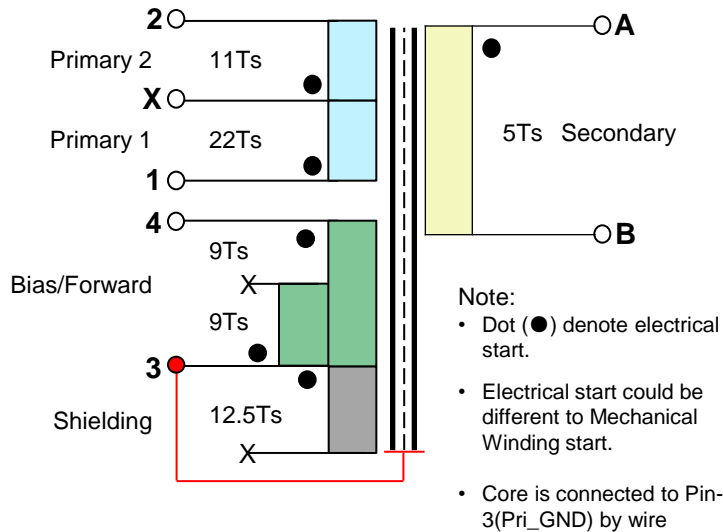 2
A
Primary 2
11Ts
X
Primary 1
22Ts
5Ts Secondary
1
4
9Ts
B
X
Bias/Forward
9Ts
3
Shielding
12.5Ts
X
Note:
• Dot (●) denote electrical
start.
• Electrical start could be
different to Mechanical
Winding start.
• Core is connected to Pin-
3(Pri_GND) by wire